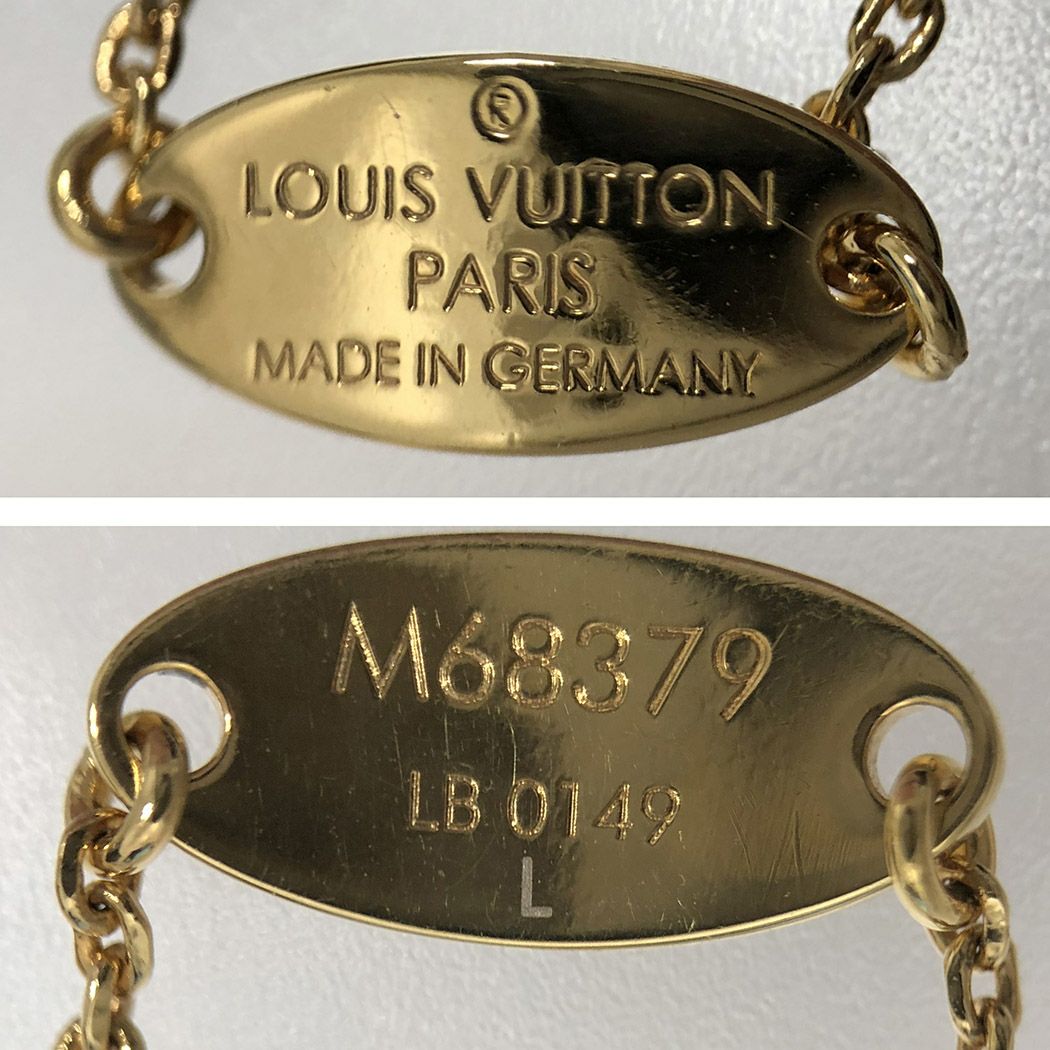 ®
LOUIS VUITTON
PARIS
MADE IN GERMANY
M68379
LB 0149
L